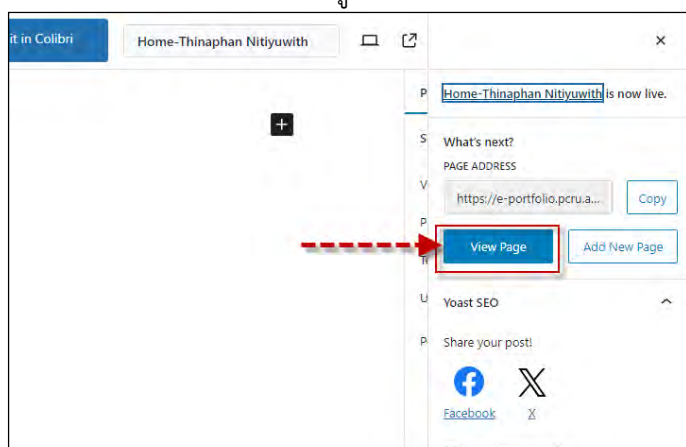 it in Colibri
Home-Thinaphan Nitiyuwith
Home-Thinaphan Nitiyuwith is now live.
What's next?
PAGE ADDRESS
https://e-portfolio.pcru.a...
Copy
View Page
Add New Page
Yoast SEO
Share your post!
Facebook
X